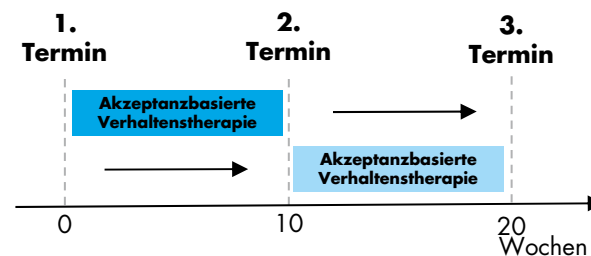 1.
Termin
2.
Termin
3.
Termin
Akzeptanzbasierte
Verhaltenstherapie
Akzeptanzbasierte
Verhaltenstherapie
0
10
20
Wochen